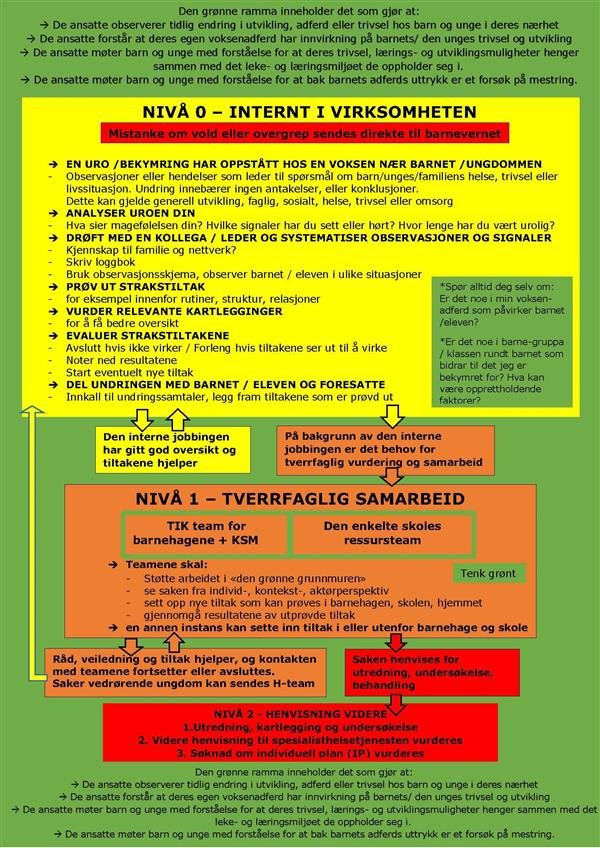 Den grønne ramma inneholder det som gjør at:
→ De ansatte observerer tidlig endring i utvikling, adferd eller trivsel hos barn og unge i deres nærhet
→ De ansatte forstår at deres egen voksenadferd har innvirkning på barnets/ den unges trivsel og utvikling
→ De ansatte møter barn og unge med forståelse for at deres trivsel, lærings- og utviklingsmuligheter henger
sammen med det leke- og læringsmiljøet de oppholder seg i.
→ De ansatte møter barn og unge med forståelse for at bak barnets adferds uttrykk er et forsøk på mestring.
NIVÅ 0 – INTERNT I VIRKSOMHETEN
Mistanke om vold eller overgrep sendes direkte til barnevernet
→ EN URO /BEKYMRING HAR OPPSTÅTT HOS EN VOKSEN NÆR BARNET /UNGDOMMEN
- Observasjoner eller hendelser som leder til spørsmål om barn/unges/familiens helse, trivsel eller
livssituasjon. Undring innebærer ingen antakelser, eller konklusjoner.
Dette kan gjelde generell utvikling, faglig, sosialt, helse, trivsel eller omsorg
→ ANALYSER UROEN DIN
- Hva sier magefølelsen din? Hvilke signaler har du sett eller hørt? Hvor lenge har du vært urolig?
→ DRØFT MED EN KOLLEGA / LEDER OG SYSTEMATISER OBSERVASJONER OG SIGNALER
- Kjennskap til familie og nettverk?
- Skriv loggbok
- Bruk observasjonsskjema, observer barnet / eleven i ulike situasjoner
→ PRØV UT STRAKSTILTAK
- for eksempel innenfor rutiner, struktur, relasjoner
→ VURDER RELEVANTE KARTLEGGINGER
- for å få bedre oversikt
→ EVALUER STRAKSTILTAKENE
- Avslutt hvis ikke virker / Forleng hvis tiltakene ser ut til å virke
- Noter ned resultatene
- Start eventuelt nye tiltak
→ DEL UNDRINGEN MED BARNET / ELEVEN OG FORESATTE
- Innkall til undringssamtaler, legg fram tiltakene som er prøvd ut
*Spør alltid deg selv om:
Er det noe i min voksen-
adferd som påvirker barnet
/eleven?
*Er det noe i barne-gruppa
/ klassen rundt barnet som
bidrar til det jeg er
bekymret for? Hva kan
være opprettholdende
faktorer?
Den interne jobbingen
har gitt god oversikt og
tiltakene hjelper
På bakgrunn av den interne
jobbingen er det behov for
tverrfaglig vurdering og samarbeid
NIVÅ 1 – TVERRFAGLIG SAMARBEID
TIK team for
barnehagene + KSM
Den enkelte skoles
ressursteam
→ Teamene skal:
- Støtte arbeidet i «den grønne grunnmuren»
- se saken fra individ-, kontekst-, aktørperspektiv
- sett opp nye tiltak som kan prøves i barnehagen, skolen, hjemmet
- gjennomgå resultatene av utprøvde tiltak
→ en annen instans kan sette inn tiltak i eller utenfor barnehage og skole
Tenk grønt
Råd, veiledning og tiltak hjelper, og kontakten
med teamene fortsetter eller avsluttes.
Saker vedrørende ungdom kan sendes H-team
Saken henvises for
utredning, undersøkelse,
behandling
NIVÅ 2 - HENVISNING VIDERE
1.Utredning, kartlegging og undersøkelse
2. Videre henvisning til spesialisthelsetjenesten vurderes
3. Søknad om individuell plan (IP) vurderes
Den grønne ramma inneholder det som gjør at:
→ De ansatte observerer tidlig endring i utvikling, adferd eller trivsel hos barn og unge i deres nærhet
→ De ansatte forstår at deres egen voksenadferd har innvirkning på barnets/ den unges trivsel og utvikling
→ De ansatte møter barn og unge med forståelse for at deres trivsel, lærings- og utviklingsmuligheter henger sammen med det
leke- og læringsmiljøet de oppholder seg i.
→ De ansatte møter barn og unge med forståelse for at bak barnets adferds uttrykk er et forsøk på mestring.